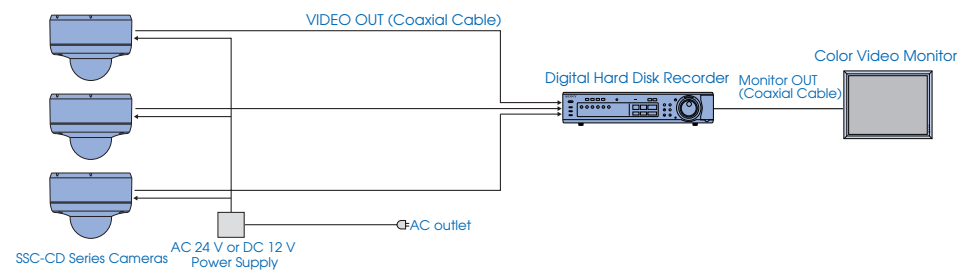 VIDEO OUT (Coaxial Cable)
Color Video Monitor
Digital Hard Disk Recorder
Monitor OUT
(Coaxial Cable)
AC outlet
SSC-CD Series Cameras
AC 24 V or DC 12 V
Power Supply